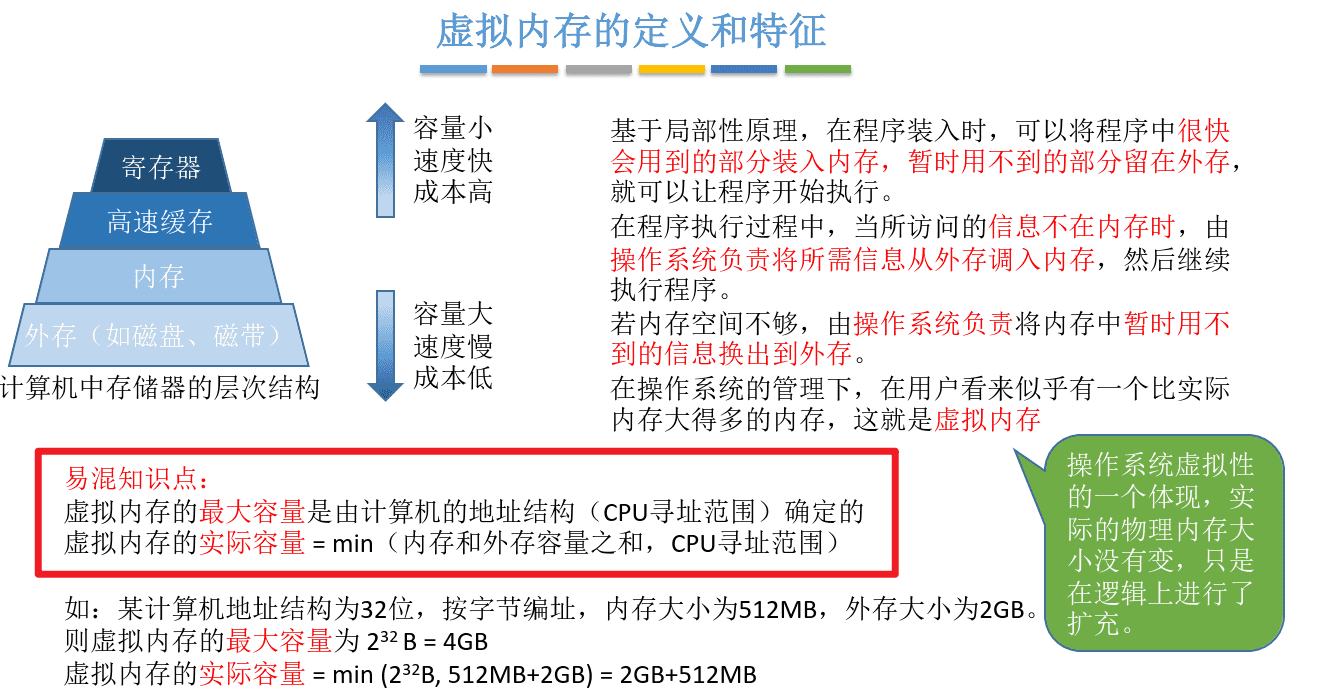 虚拟内存的定义和特征
寄存器
高速缓存
内存
外存（如磁盘、磁带）
计算机中存储器的层次结构
容量小
速度快
成本高
容量大
速度慢
成本低
基于局部性原理，在程序装入时，可以将程序中很快
会用到的部分装入内存，暂时用不到的部分留在外存，
就可以让程序开始执行。
在程序执行过程中，当所访问的信息不在内存时，由
操作系统负责将所需信息从外存调入内存，然后继续
执行程序。
若内存空间不够，由操作系统负责将内存中暂时用不
到的信息换出到外存。
在操作系统的管理下，在用户看来似乎有一个比实际
内存大得多的内存，这就是虚拟内存
操作系统虚拟性
的一个体现，实
际的物理内存大
小没有变，只是
在逻辑上进行了
扩充。
易混知识点：
虚拟内存的最大容量是由计算机的地址结构（CPU寻址范围）确定的
虚拟内存的实际容量 = min（内存和外存容量之和，CPU寻址范围）
如：某计算机地址结构为32位，按字节编址，内存大小为512MB，外存大小为2GB。
则虚拟内存的最大容量为 2³² B = 4GB
虚拟内存的实际容量 = min (2³²B, 512MB+2GB) = 2GB+512MB